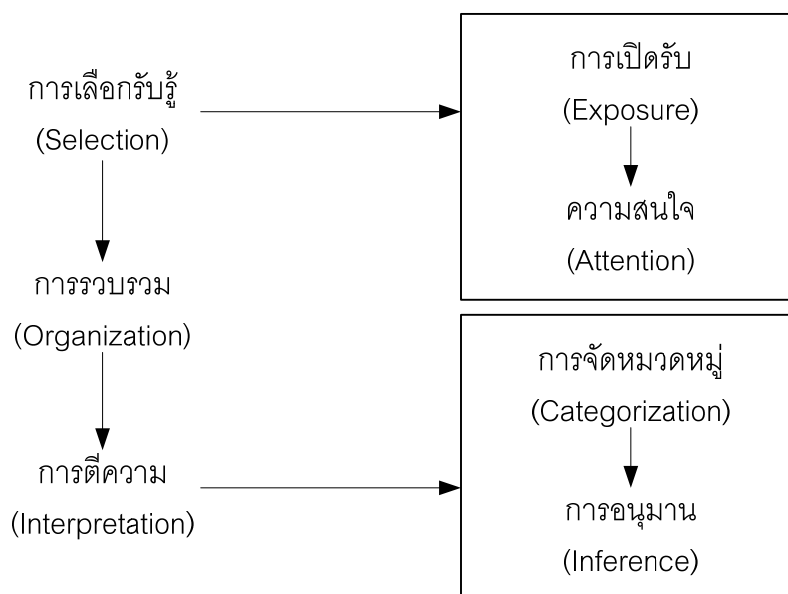 การเลือกรับรู้
(Selection)
การเปิดรับ
(Exposure)
ความสนใจ
(Attention)
การรวบรวม
(Organization)
การตีความ
(Interpretation)
การจัดหมวดหมู่
(Categorization)
การอนุมาน
(Inference)